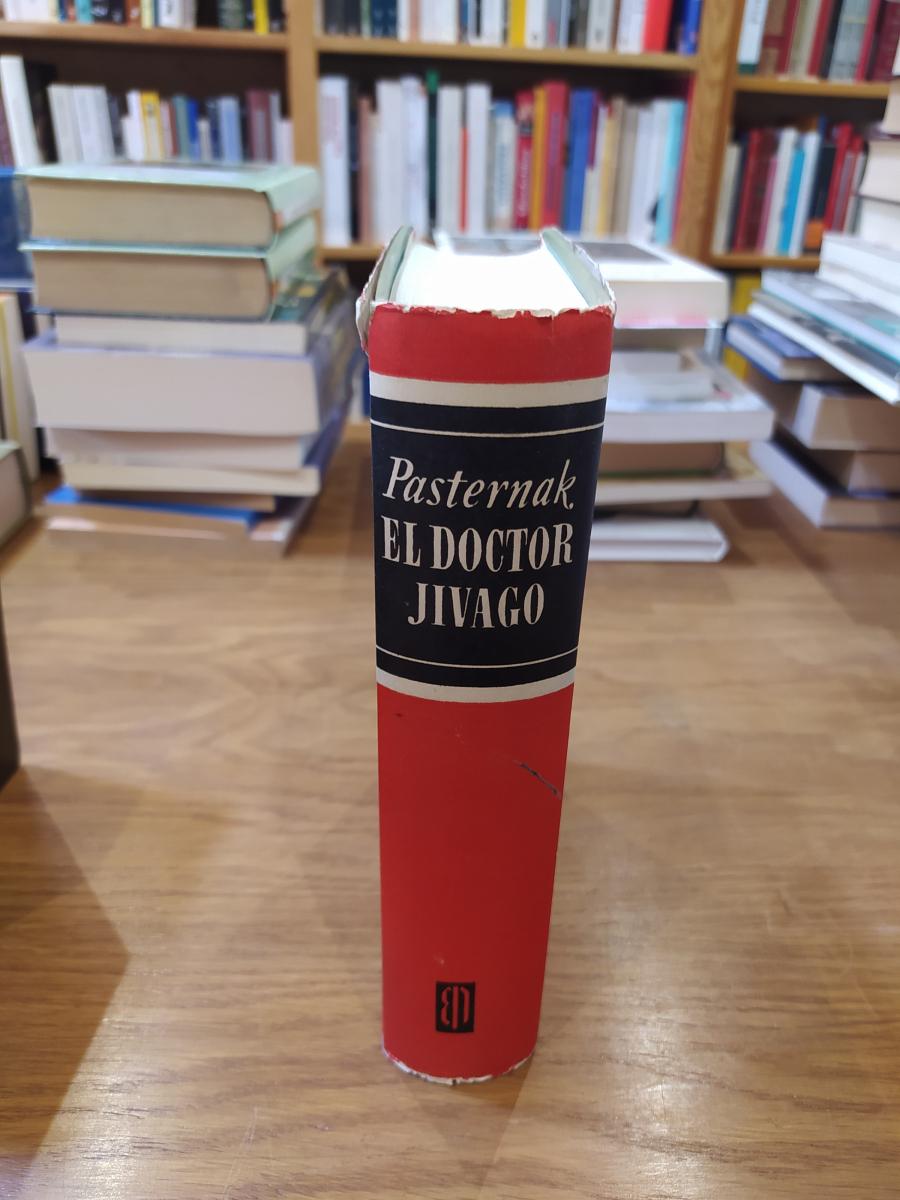 Pasternak
EL DOCTOR
JIVAGO